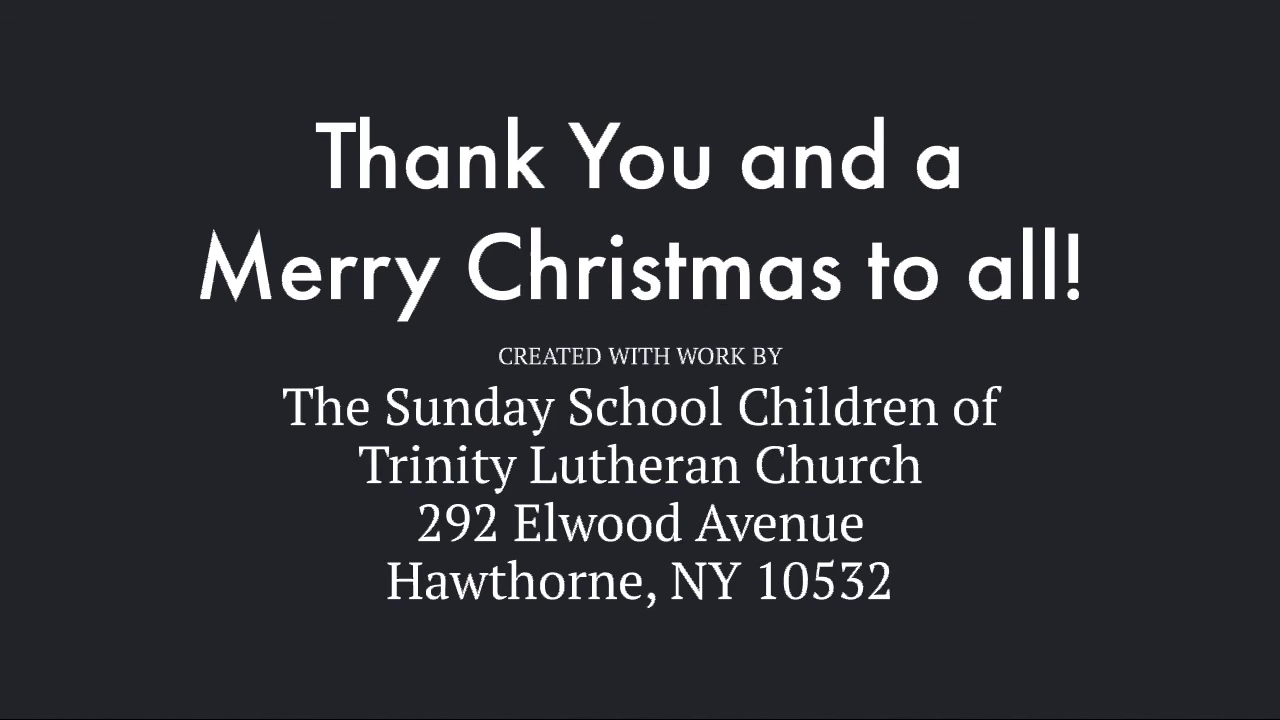 Thank You and a
Merry Christmas to all!
CREATED WITH WORK BY
The Sunday School Children of
Trinity Lutheran Church
292 Elwood Avenue
Hawthorne, NY 10532